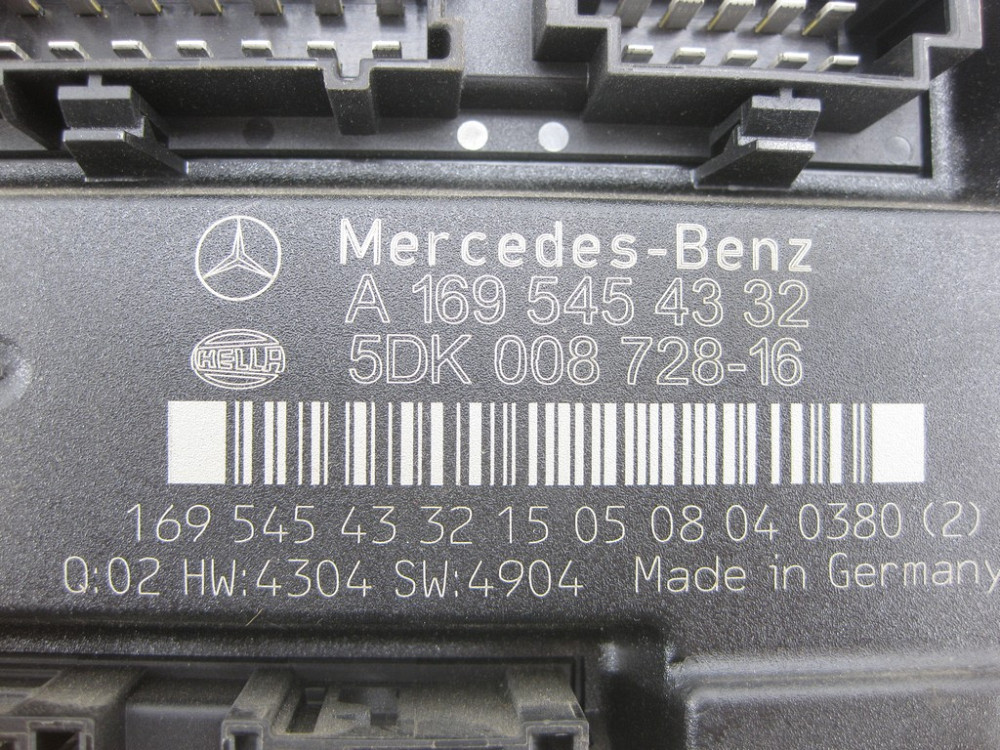 Mercedes-Benz
A 169 545 43 32
HELLA
5DK 008 728-16
169 545 43 32 15 05 08 04 0380 (2)
Q:02 HW:4304 SW:4904 Made in Germany